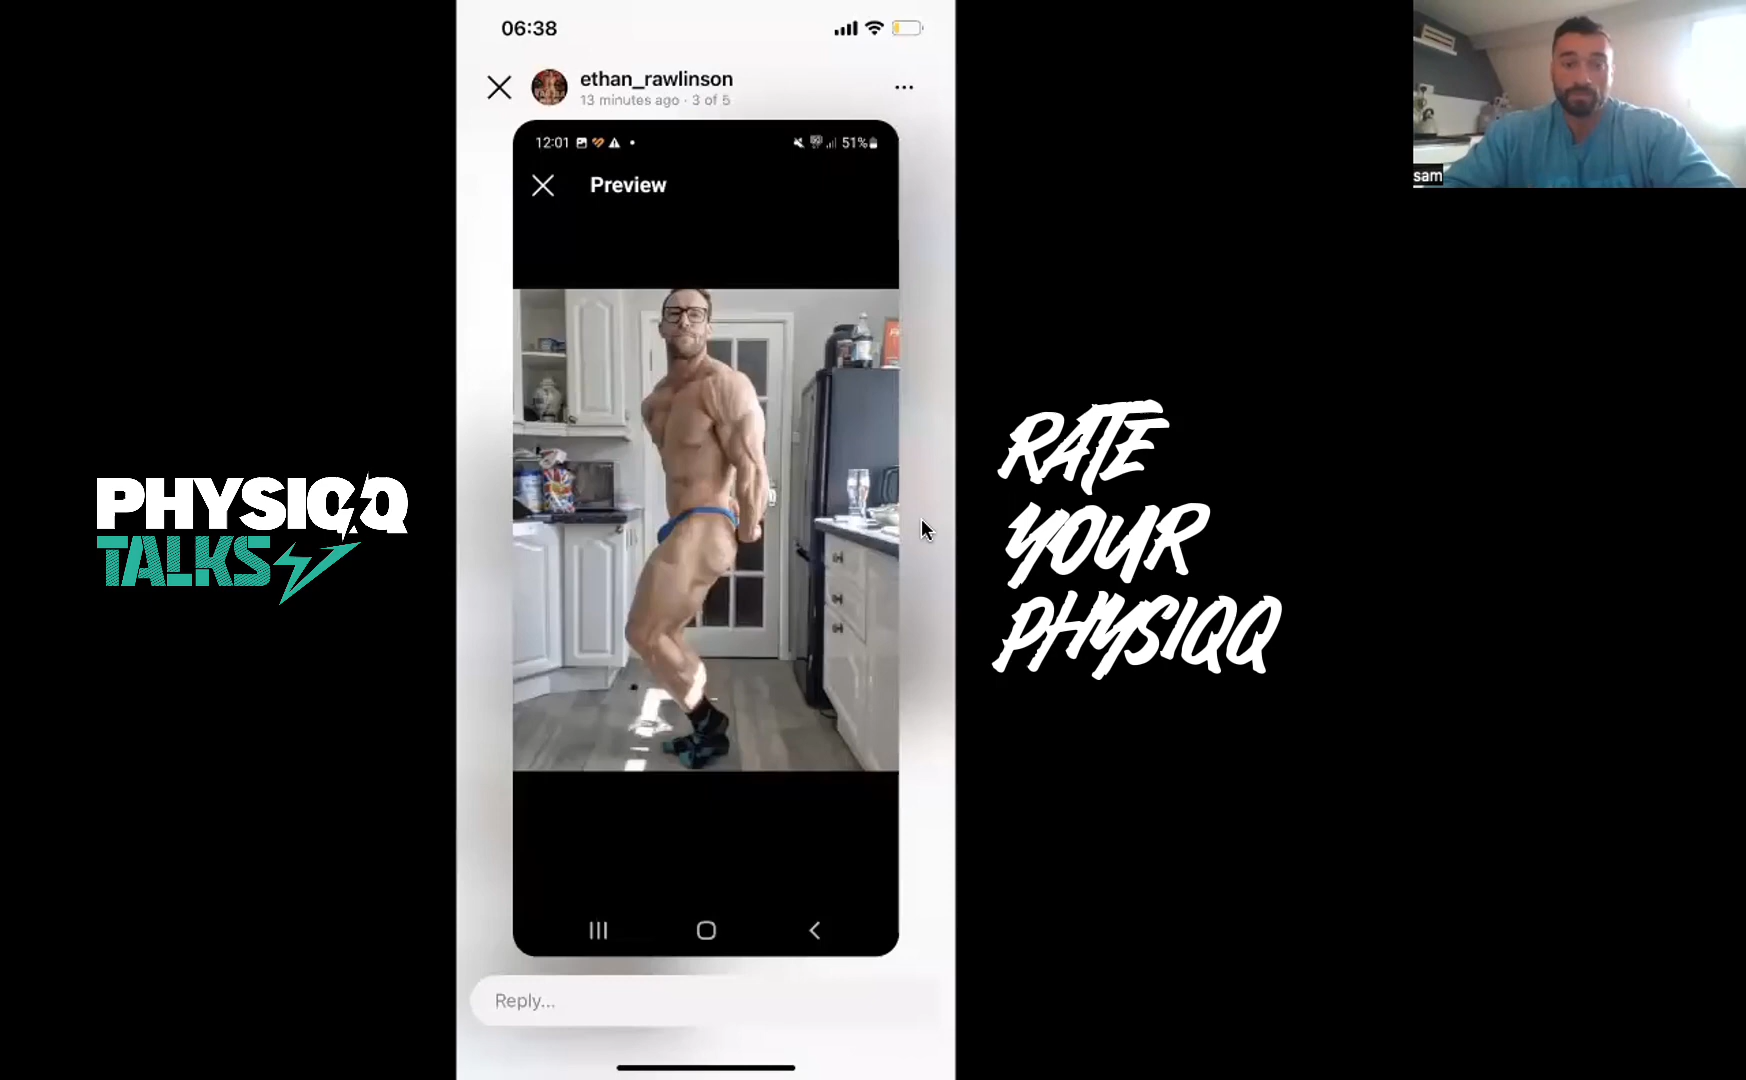 06:38
ethan_rawlinson
13 minutes ago · 3 of 5
12:01
51%
Preview
PHYSIQQ
TALKS
RATE
YOUR
PHYSIQQ
sam
Reply...